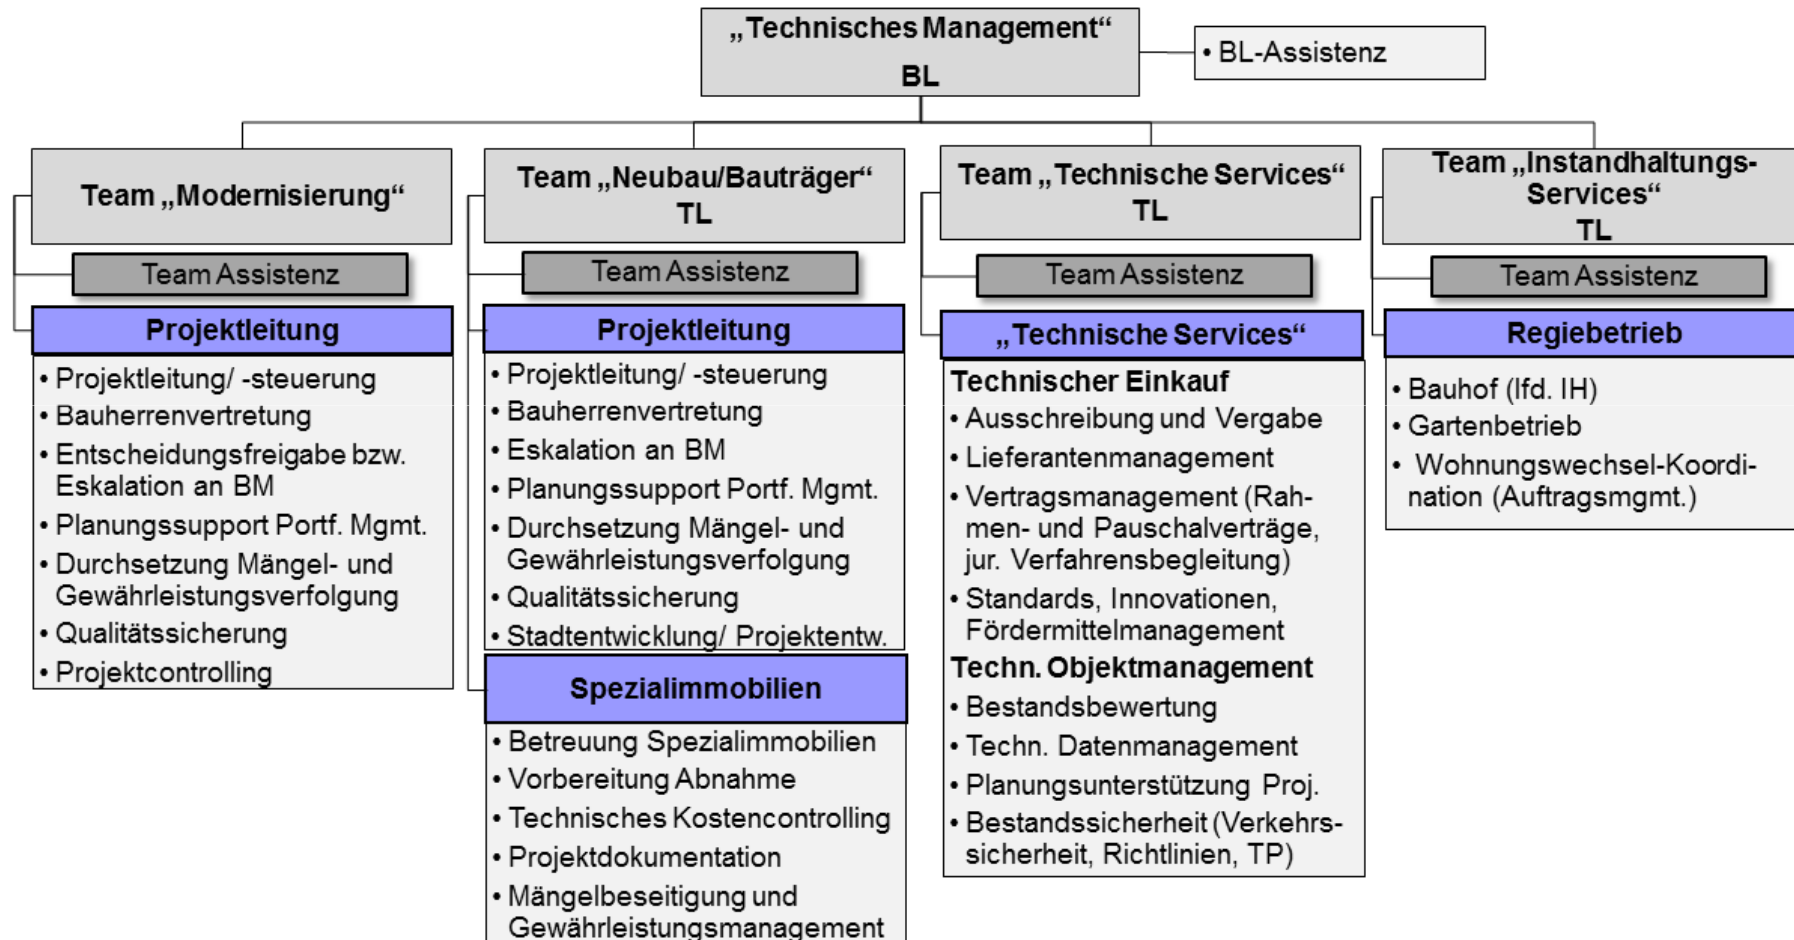 „Technisches Management“
BL
• BL-Assistenz
Team „Modernisierung“
Team Assistenz
Projektleitung
• Projektleitung/ -steuerung
• Bauherrenvertretung
• Entscheidungsfreigabe bzw.
Eskalation an BM
• Planungssupport Portf. Mgmt.
• Durchsetzung Mängel- und
Gewährleistungsverfolgung
• Qualitätssicherung
• Projektcontrolling
Team „Neubau/Bauträger“
TL
Team Assistenz
Projektleitung
• Projektleitung/ -steuerung
• Bauherrenvertretung
• Eskalation an BM
• Planungssupport Portf. Mgmt.
• Durchsetzung Mängel- und
Gewährleistungsverfolgung
• Qualitätssicherung
• Stadtentwicklung/ Projektentw.
Spezialimmobilien
• Betreuung Spezialimmobilien
• Vorbereitung Abnahme
• Technisches Kostencontrolling
• Projektdokumentation
• Mängelbeseitigung und
Gewährleistungsmanagement
Team „Technische Services“
TL
Team Assistenz
„Technische Services“
Technischer Einkauf
• Ausschreibung und Vergabe
• Lieferantenmanagement
• Vertragsmanagement (Rah-
men- und Pauschalverträge,
jur. Verfahrensbegleitung)
• Standards, Innovationen,
Fördermittelmanagement
Techn. Objektmanagement
• Bestandsbewertung
• Techn. Datenmanagement
• Planungsunterstützung Proj.
• Bestandssicherheit (Verkehrs-
sicherheit, Richtlinien, TP)
Team „Instandhaltungs-
Services“
TL
Team Assistenz
Regiebetrieb
• Bauhof (lfd. IH)
• Gartenbetrieb
• Wohnungswechsel-Koordi-
nation (Auftragsmgmt.)